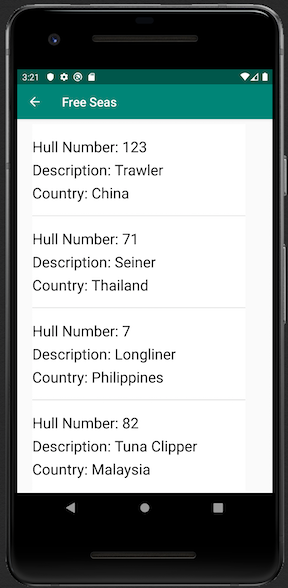 3:21
Free Seas
Hull Number: 123
Description: Trawler
Country: China
Hull Number: 71
Description: Seiner
Country: Thailand
Hull Number: 7
Description: Longliner
Country: Philippines
Hull Number: 82
Description: Tuna Clipper
Country: Malaysia